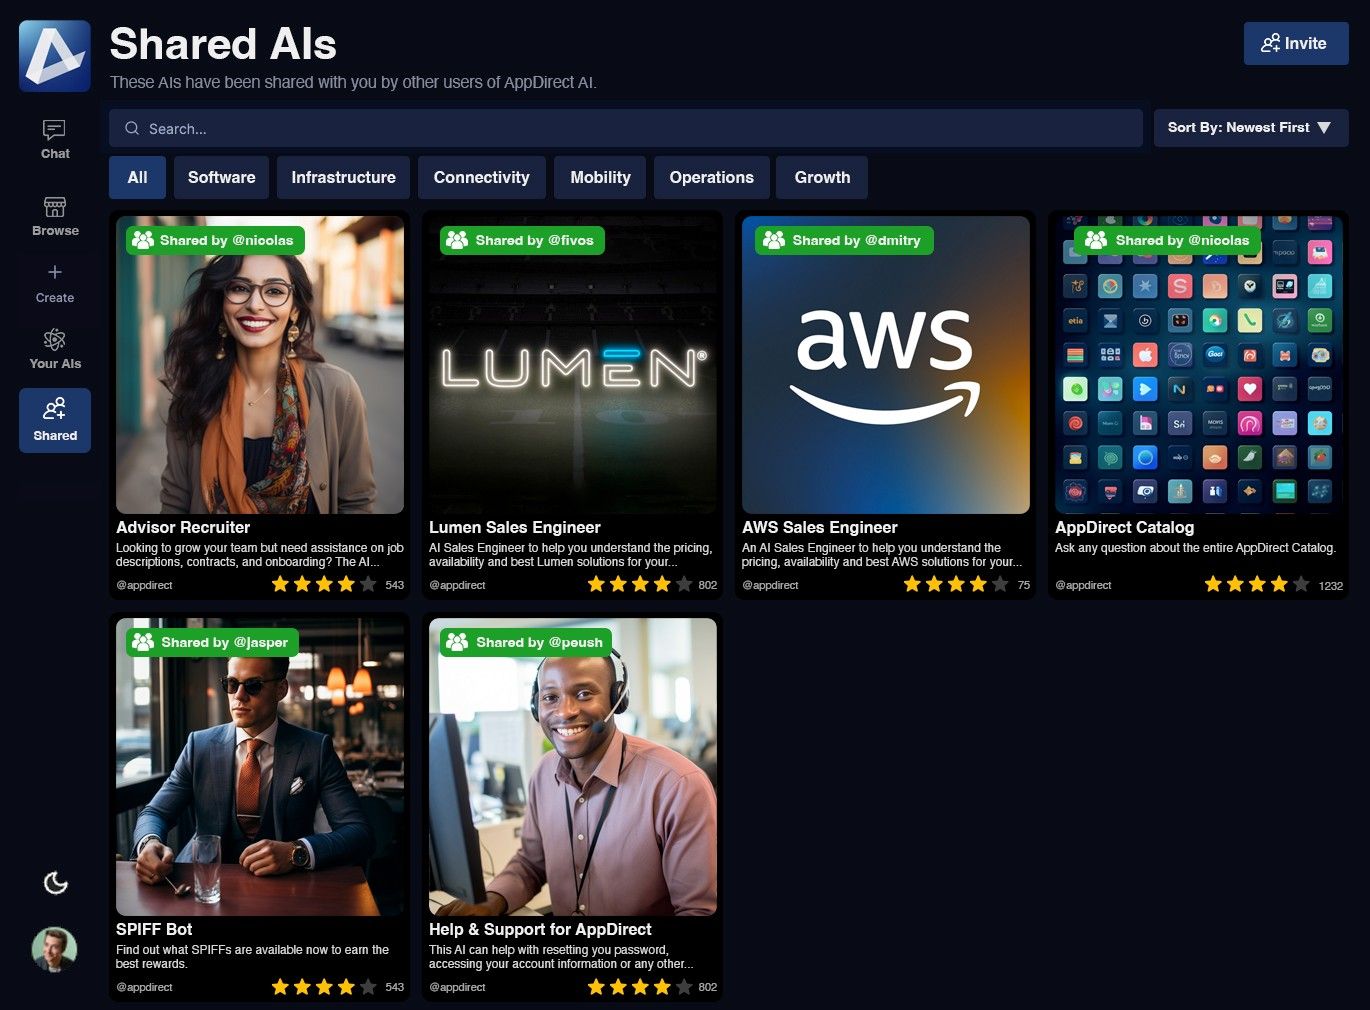 Shared AIs
These AIs have been shared with you by other users of AppDirect AI.
Invite
Search...
Sort By: Newest First
All
Software
Infrastructure
Connectivity
Mobility
Operations
Growth
Chat
Browse
Create
Your AIs
Shared
Shared by @nicolas
Advisor Recruiter
Looking to grow your team but need assistance on job
descriptions, contracts, and onboarding? The AI...
@appdirect
543
Shared by @fivos
LUMEN®
Lumen Sales Engineer
AI Sales Engineer to help you understand the pricing,
availability and best Lumen solutions for your...
@appdirect
802
Shared by @dmitry
aws
AWS Sales Engineer
An AI Sales Engineer to help you understand the
pricing, availability and best AWS solutions for your...
@appdirect
75
Shared by @nicolas
etia
S
N
AppDirect Catalog
Ask any question about the entire AppDirect Catalog.
@appdirect
1232
Shared by @jasper
SPIFF Bot
Find out what SPIFFs are available now to earn the
best rewards.
@appdirect
543
Shared by @peush
Help & Support for AppDirect
This AI can help with resetting you password,
accessing your account information or any other...
@appdirect
802